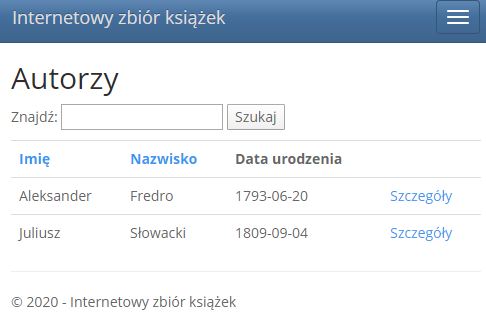 Internetowy zbiór książek
Autorzy
Znajdź: Szukaj
Imię Nazwisko Data urodzenia
Aleksander Fredro 1793-06-20 Szczegóły
Juliusz Słowacki 1809-09-04 Szczegóły
© 2020 - Internetowy zbiór książek